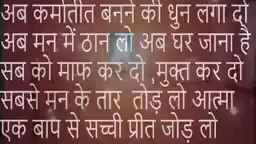 अब कर्मातीत बनने की धुन लगा दो
अब मन में ठान लो अब घर जाना है
सब को माफ कर दो ,मुक्त कर दो
सबसे मन के तार तोड़ लो आत्मा
एक बाप से सच्ची प्रीत जोड़ लो